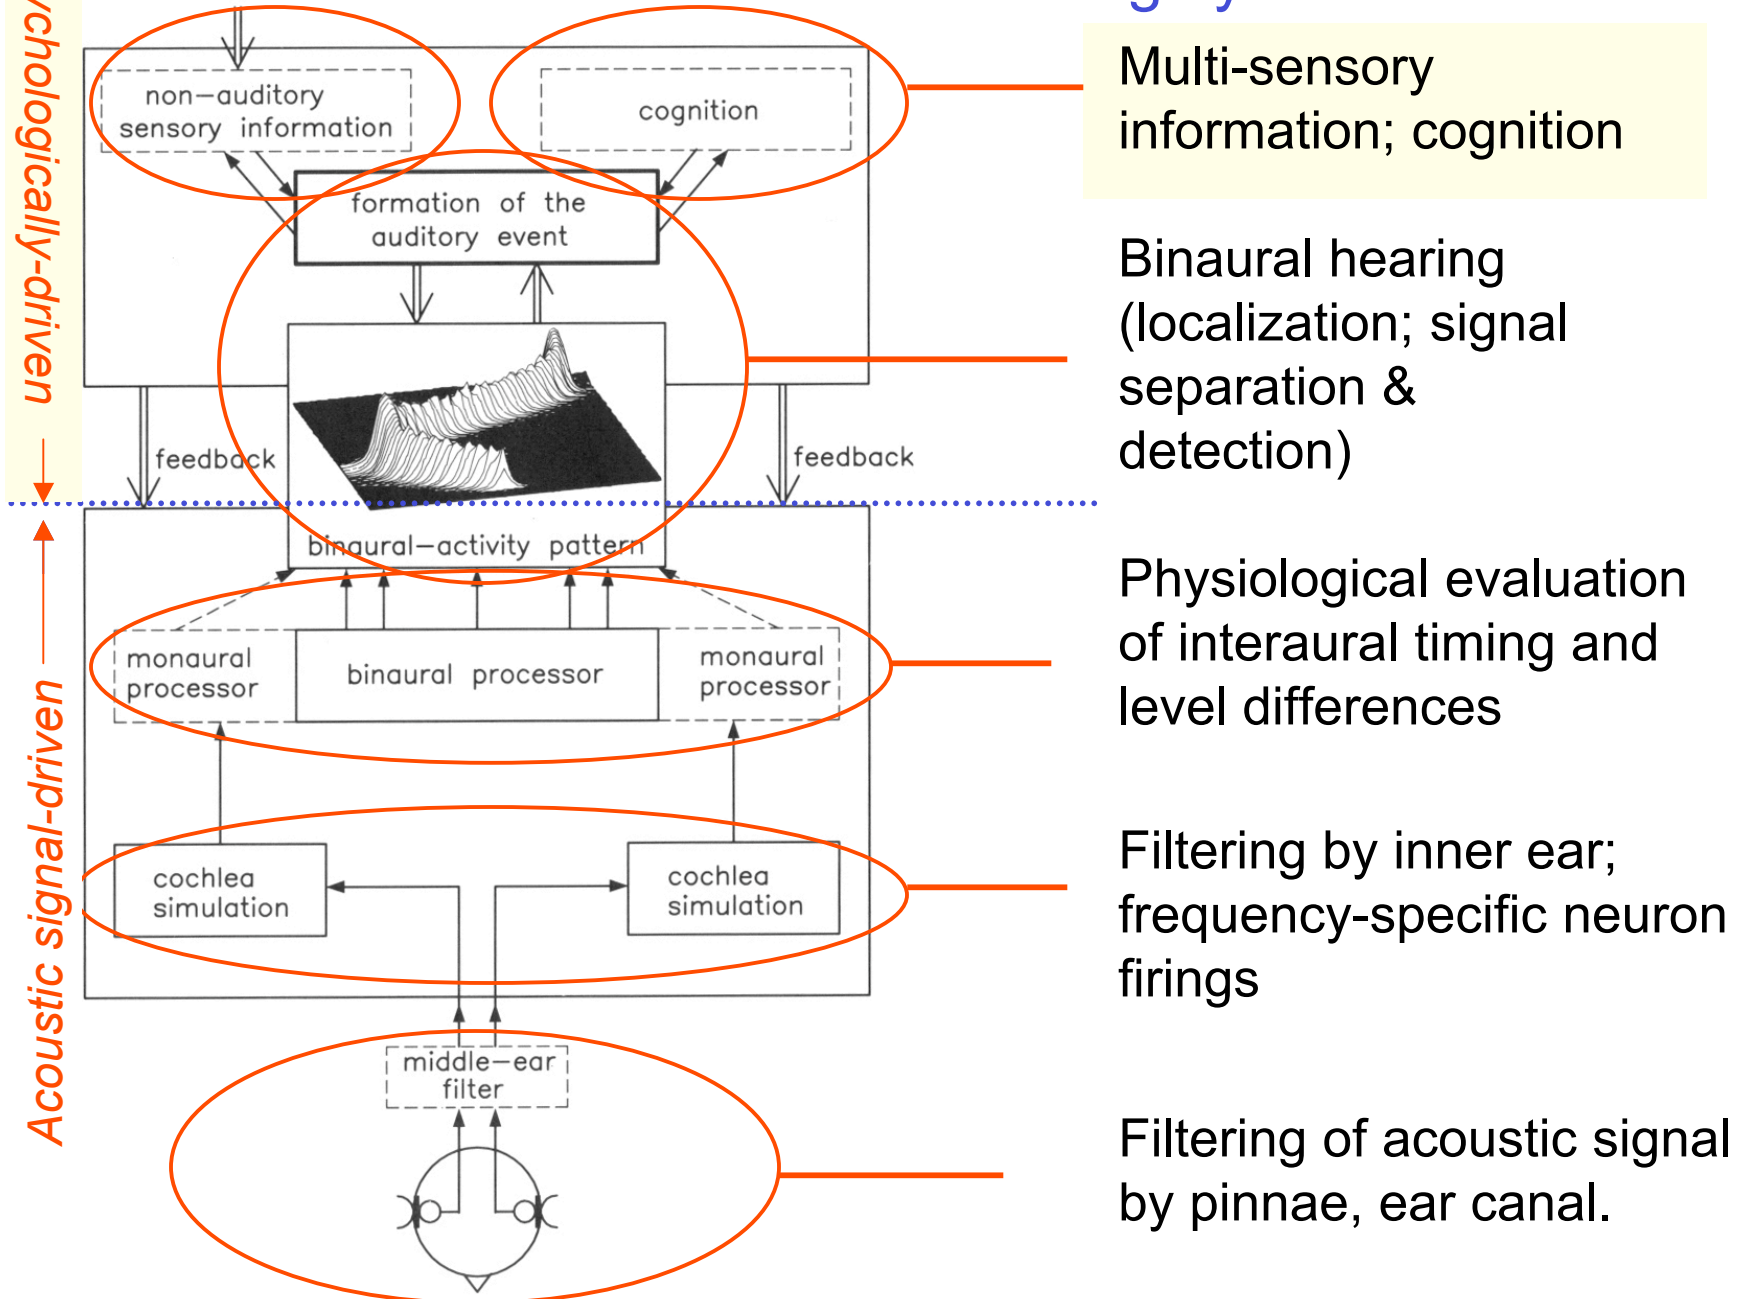 non-auditory
sensory information
cognition
formation of the
auditory event
feedback
feedback
binaural-activity pattern
monaural
processor
binaural processor
monaural
processor
cochlea
simulation
cochlea
simulation
middle-ear
filter
Multi-sensory
information; cognition
Binaural hearing
(localization; signal
separation &
detection)
Physiological evaluation
of interaural timing and
level differences
Filtering by inner ear;
frequency-specific neuron
firings
Filtering of acoustic signal
by pinnae, ear canal.
ychologically-driven
Acoustic signal-driven